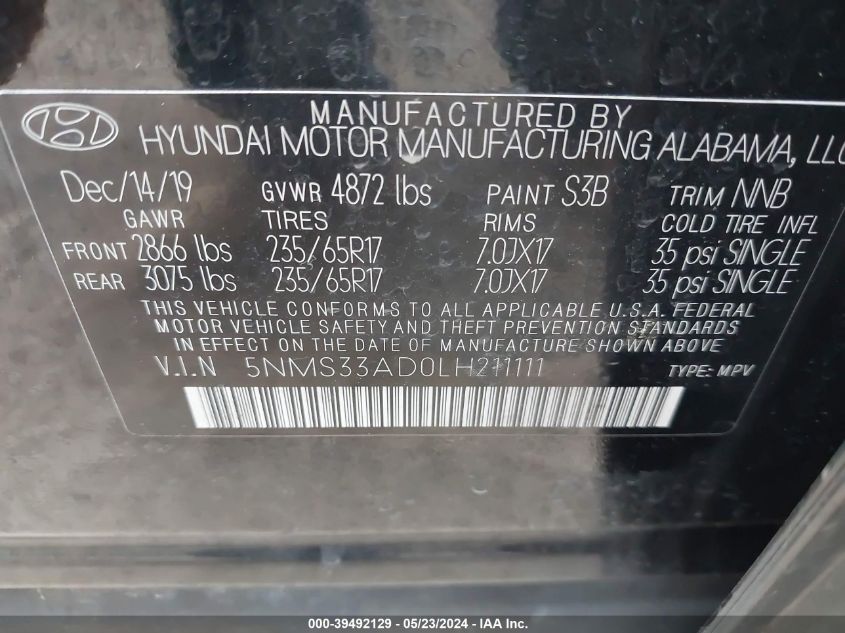 MANUFACTURED BY
HYUNDAI MOTOR MANUFACTURING ALABAMA, LLC
Dec/14/19 GVWR 4872 lbs PAINT S3B TRIM NNB
GAWR TIRES RIMS COLD TIRE INFL
FRONT 2866 lbs 235/65R17 7.0JX17 35 psi SINGLE
REAR 3075 lbs 235/65R17 7.0JX17 35 psi SINGLE
THIS VEHICLE CONFORMS TO ALL APPLICABLE U.S.A. FEDERAL
MOTOR VEHICLE SAFETY AND THEFT PREVENTION STANDARDS
IN EFFECT ON THE DATE OF MANUFACTURE SHOWN ABOVE
V.I.N 5NMS33AD0LH211111 TYPE: MPV
000-39492129 - 05/23/2024 - IAA Inc.